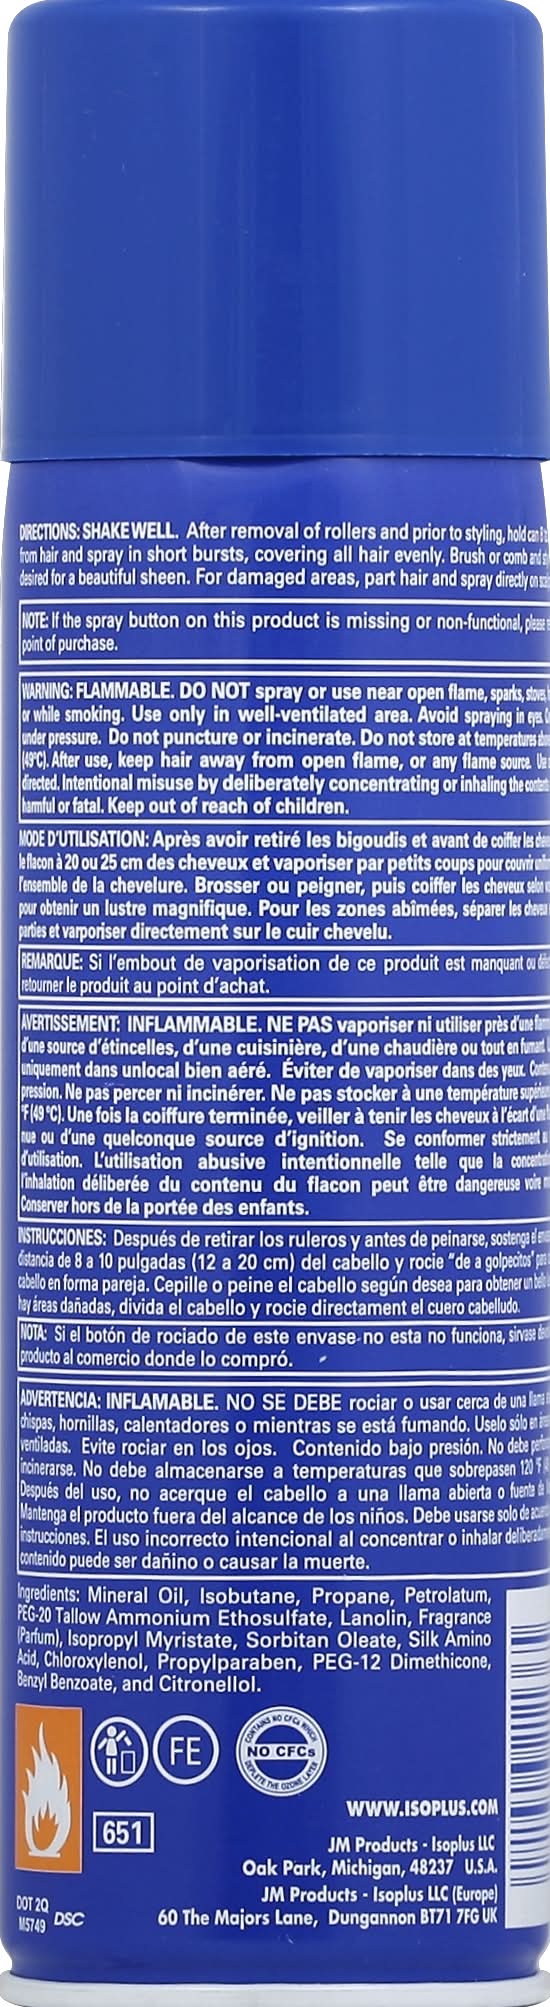 DIRECTIONS: SHAKE WELL. After removal of rollers and prior to styling, hold can 8 to
from hair and spray in short bursts, covering all hair evenly. Brush or comb and
desired for a beautiful sheen. For damaged areas, part hair and spray directly on
NOTE: If the spray button on this product is missing or non-functional, please
point of purchase.
WARNING: FLAMMABLE. DO NOT spray or use near open flame, sparks, stoves,
or while smoking. Use only in well-ventilated area. Avoid spraying in eyes.
under pressure. Do not puncture or incinerate. Do not store at temperatures
(49°C). After use, keep hair away from open flame, or any flame source. Use
directed. Intentional misuse by deliberately concentrating or inhaling the
harmful or fatal. Keep out of reach of children.
MODE D'UTILISATION: Après avoir retiré les bigoudis et avant de coiffer les
le flacon à 20 ou 25 cm des cheveux et vaporiser par petits coups pour couvrir
l'ensemble de la chevelure. Brosser ou peigner, puis coiffer les cheveux selon
pour obtenir un lustre magnifique. Pour les zones abîmées, séparer les cheveux
parties et varporiser directement sur le cuir chevelu.
REMARQUE: Si l'embout de vaporisation de ce produit est manquant ou
retourner le produit au point d'achat.
AVERTISSEMENT: INFLAMMABLE. NE PAS vaporiser ni utiliser près d'une
d'une source d'étincelles, d'une cuisinière, d'une chaudière ou tout en fumant.
uniquement dans unlocal bien aéré. Éviter de vaporiser dans des yeux.
pression. Ne pas percer ni incinérer. Ne pas stocker à une température
°F (49 °C). Une fois la coiffure terminée, veiller à tenir les cheveux à l'écart d'une
nue ou d'une quelconque source d'ignition. Se conformer strictement
d'utilisation. L'utilisation abusive intentionnelle telle que la
l'inhalation déliberée du contenu du flacon peut être dangereuse voire
Conserver hors de la portée des enfants.
INSTRUCCIONES: Después de retirar los ruleros y antes de peinarse, sostenga el
distancia de 8 a 10 pulgadas (12 a 20 cm) del cabello y rocie "de a golpecitos"
cabello en forma pareja. Cepille o peine el cabello según desea para obtener un
hay áreas dañadas, divida el cabello y rocie directament el cuero cabelludo.
NOTA: Si el botón de rociado de este envase no esta no funciona, sirvase
producto al comercio donde lo compró.
ADVERTENCIA: INFLAMABLE. NO SE DEBE rociar o usar cerca de una llama
chispas, hornillas, calentadores o mientras se está fumando. Uselo sólo en
ventiladas. Evite rociar en los ojos. Contenido bajo presión. No debe
incinerarse. No debe almacenarse a temperaturas que sobrepasen 120 °F
Después del uso, no acerque el cabello a una llama abierta o fuente de
Mantenga el producto fuera del alcance de los niños. Debe usarse solo de
instrucciones. El uso incorrecto intencional al concentrar o inhalar
contenido puede ser dañino o causar la muerte.
Ingredients: Mineral Oil, Isobutane, Propane, Petrolatum,
PEG-20 Tallow Ammonium Ethosulfate, Lanolin, Fragrance
(Parfum), Isopropyl Myristate, Sorbitan Oleate, Silk Amino
Acid, Chloroxylenol, Propylparaben, PEG-12 Dimethicone,
Benzyl Benzoate, and Citronellol.
FE
CONTAINS NO CFCs WHICH
NO CFCs
DEPLETE THE OZONE LAYER
651
WWW.ISOPLUS.COM
JM Products - Isoplus LLC
Oak Park, Michigan, 48237 U.S.A.
JM Products - Isoplus LLC (Europe)
60 The Majors Lane, Dungannon BT71 7FG UK
DOT 2Q
M5749 DSC